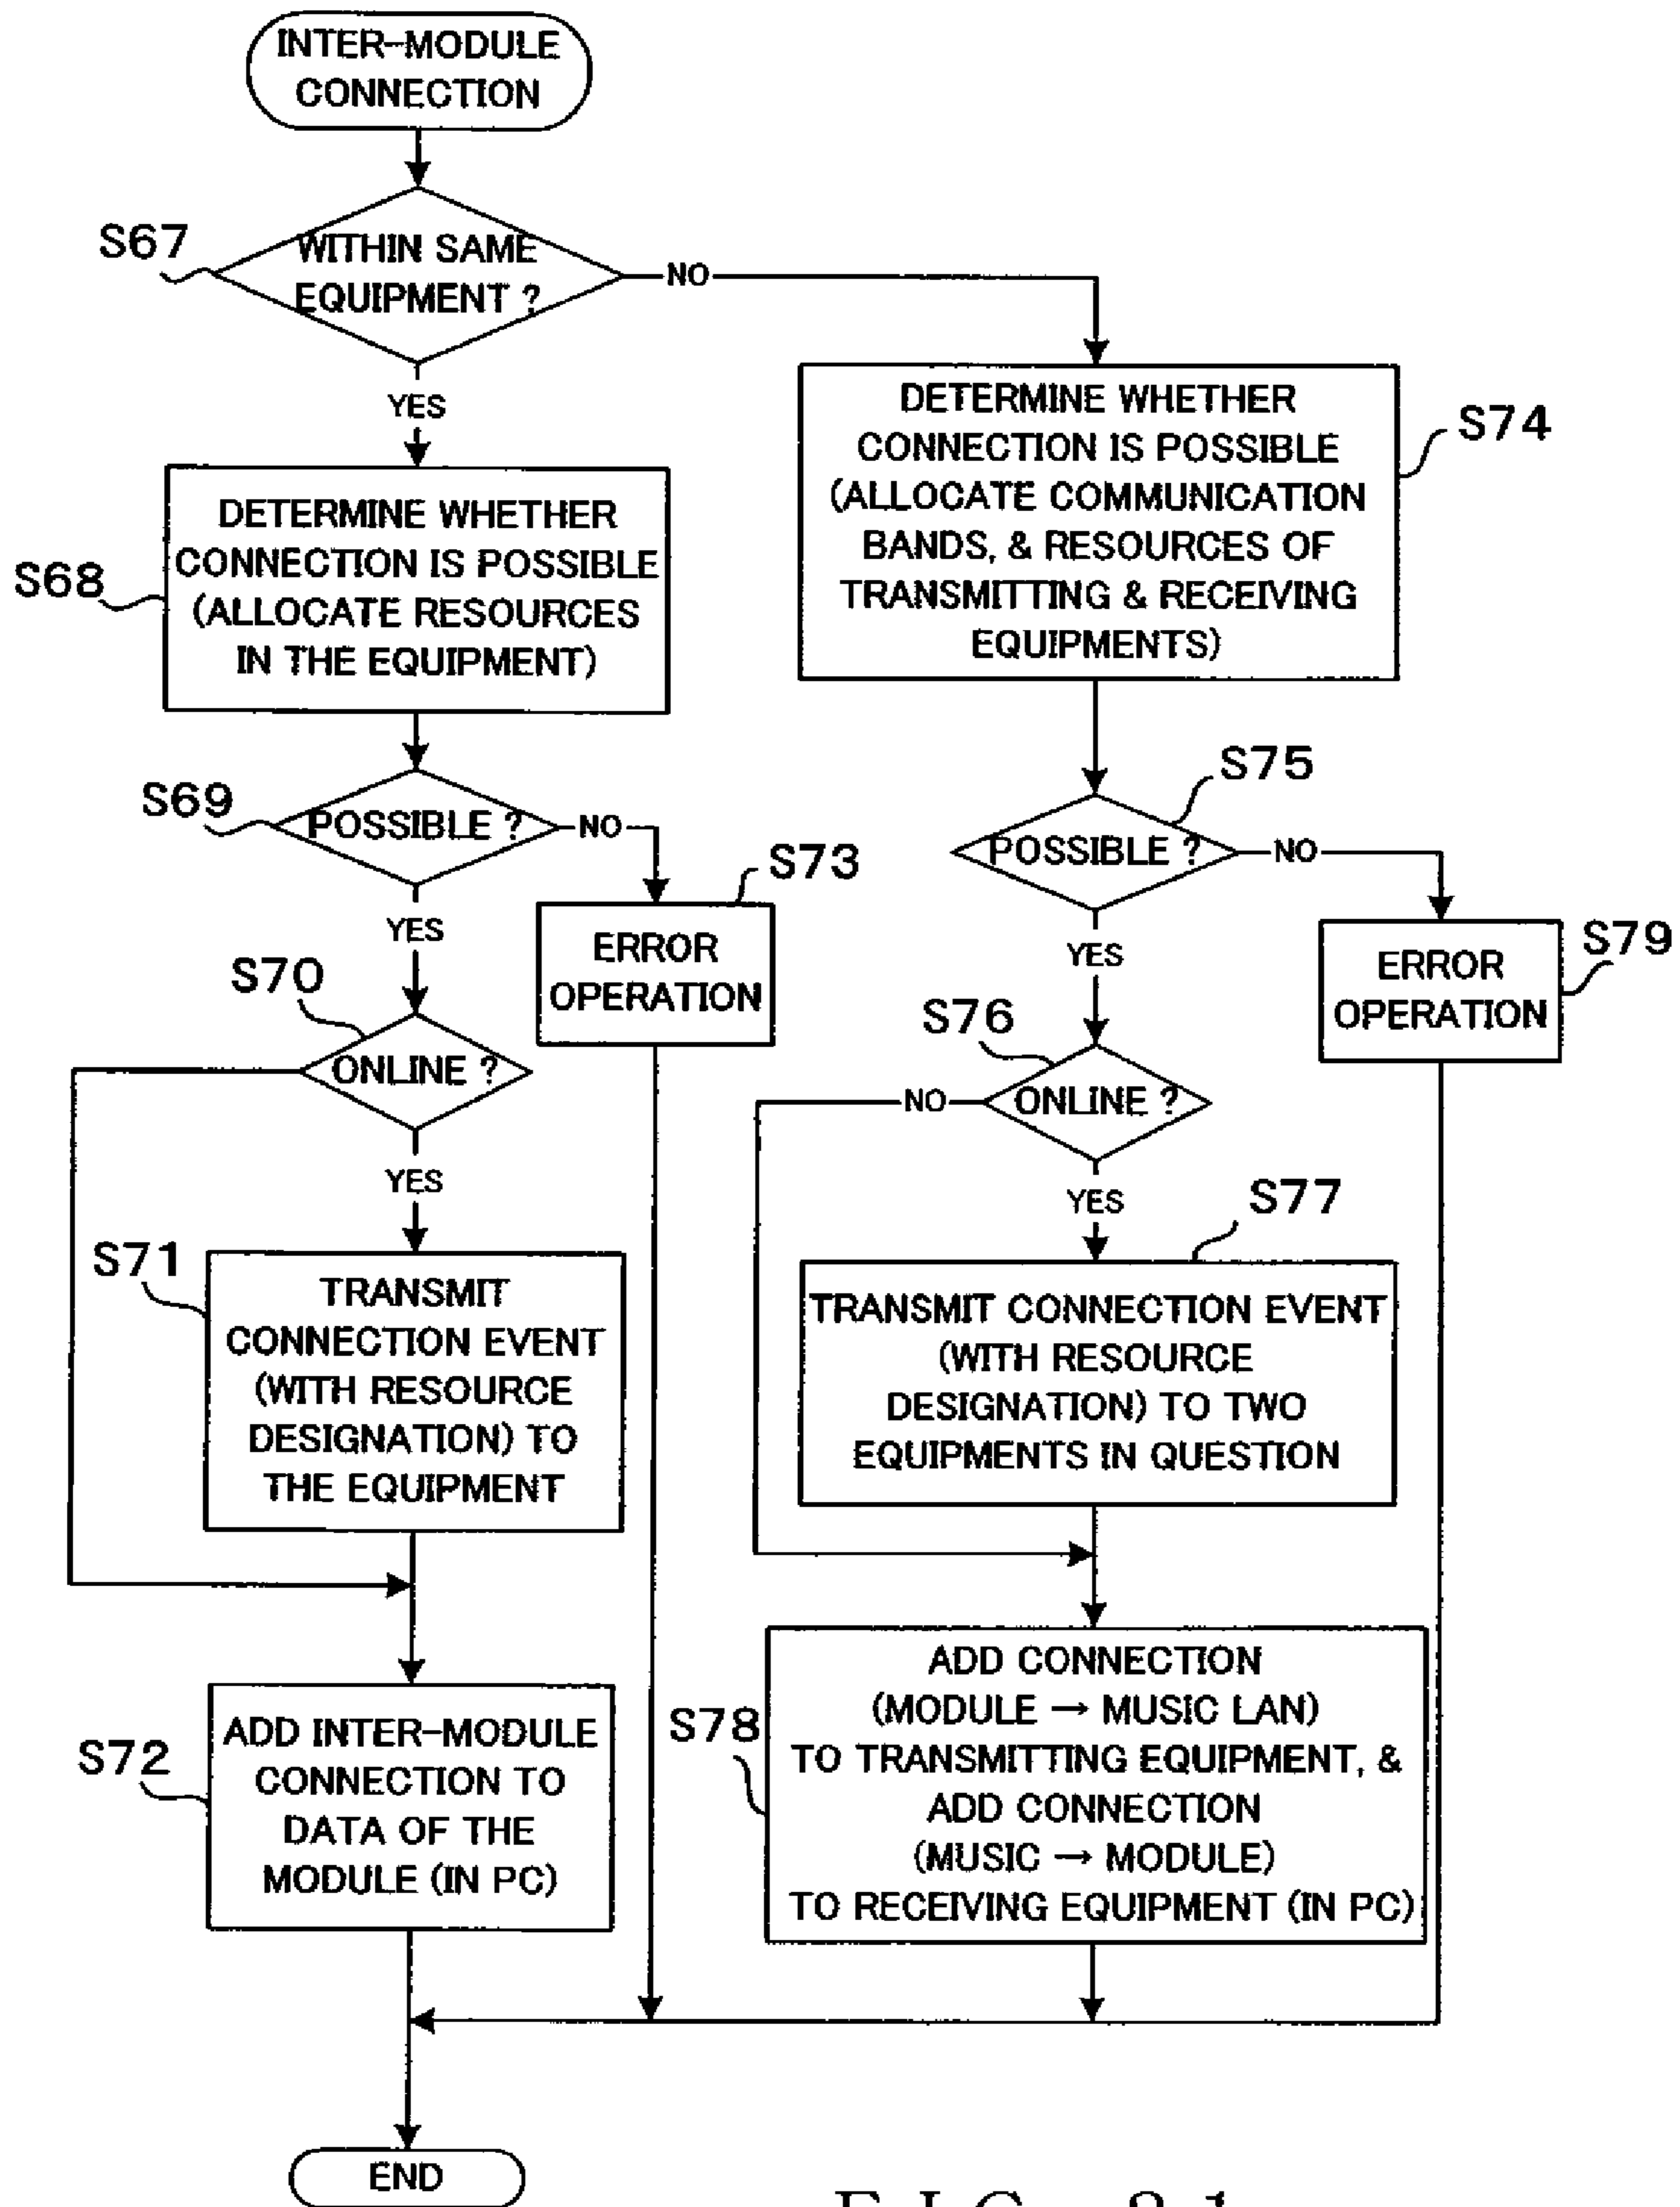 INTER-MODULE
CONNECTION
S67
WITHIN SAME
EQUIPMENT ?
NO
YES
DETERMINE WHETHER
CONNECTION IS POSSIBLE
(ALLOCATE RESOURCES
IN THE EQUIPMENT)
S68
DETERMINE WHETHER
CONNECTION IS POSSIBLE
(ALLOCATE COMMUNICATION
BANDS, & RESOURCES OF
TRANSMITTING & RECEIVING
EQUIPMENTS)
S74
S69
POSSIBLE ?
NO
YES
S73
ERROR
OPERATION
S75
POSSIBLE ?
NO
YES
S79
ERROR
OPERATION
S70
ONLINE ?
YES
S76
NO
ONLINE ?
YES
S71
TRANSMIT
CONNECTION EVENT
(WITH RESOURCE
DESIGNATION) TO
THE EQUIPMENT
S77
TRANSMIT CONNECTION EVENT
(WITH RESOURCE
DESIGNATION) TO TWO
EQUIPMENTS IN QUESTION
S72
ADD INTER-MODULE
CONNECTION TO
DATA OF THE
MODULE (IN PC)
S78
ADD CONNECTION
(MODULE → MUSIC LAN)
TO TRANSMITTING EQUIPMENT, &
ADD CONNECTION
(MUSIC → MODULE)
TO RECEIVING EQUIPMENT (IN PC)
END